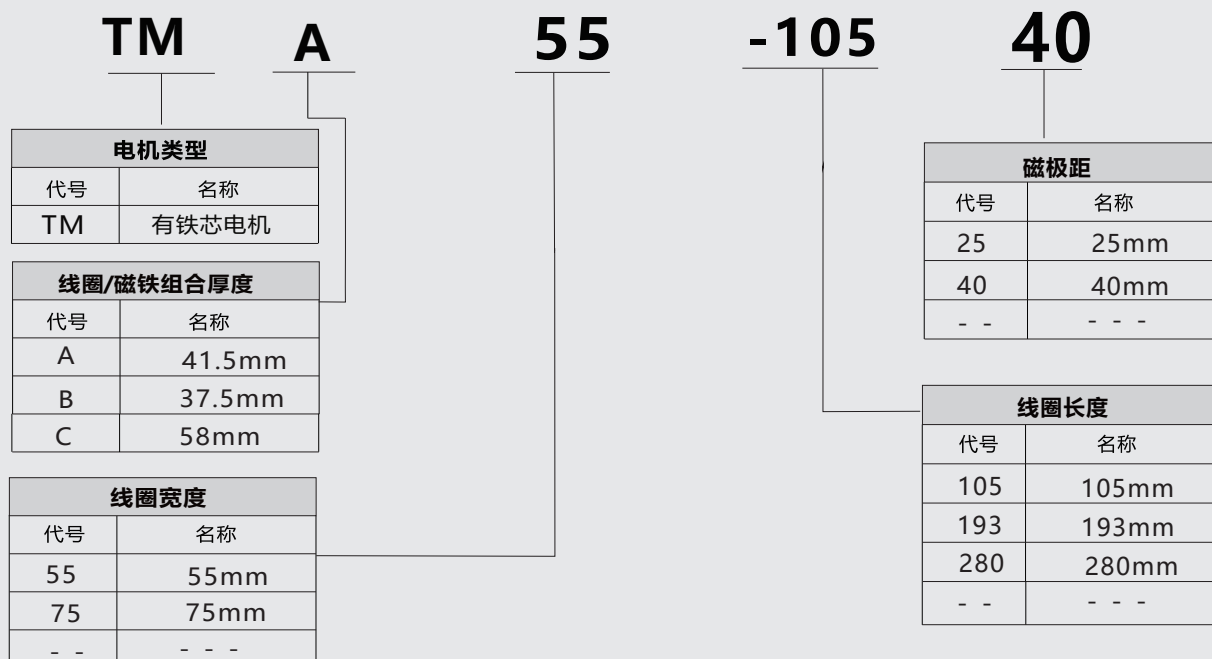 TM A 55 -105 40
电机类型
代号 名称
TM 有铁芯电机
线圈/磁铁组合厚度
代号 名称
A 41.5mm
B 37.5mm
C 58mm
线圈宽度
代号 名称
55 55mm
75 75mm
- - - - -
磁极距
代号 名称
25 25mm
40 40mm
- - - - -
线圈长度
代号 名称
105 105mm
193 193mm
280 280mm
- - - - -